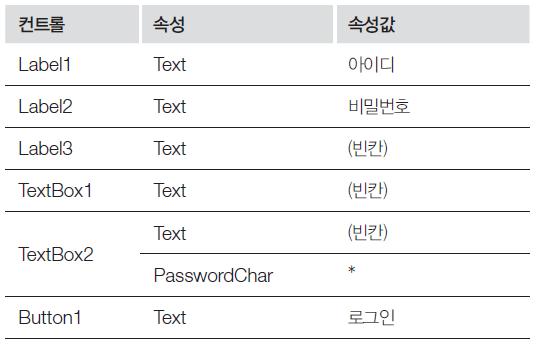 컨트롤 속성 속성값
Label1 Text 아이디
Label2 Text 비밀번호
Label3 Text (빈칸)
TextBox1 Text (빈칸)
TextBox2 Text (빈칸)
PasswordChar *
Button1 Text 로그인